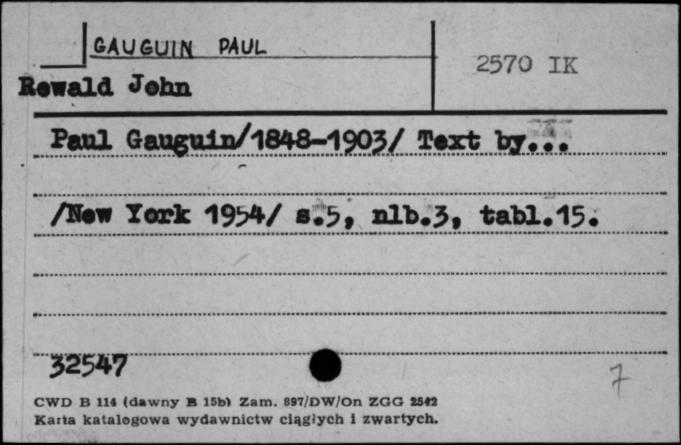 GAUGUIN PAUL
2570 IK
Rewald John
Paul Gauguin/1848-1903/ Text by...
/New York 1954/ s.5, nlb.3, tabl.15.
32547
7
CWD B 114 (dawny B 15b) Zam. 897/DW/On ZGG 2542
Karta katalogowa wydawnictw ciągłych i zwartych.